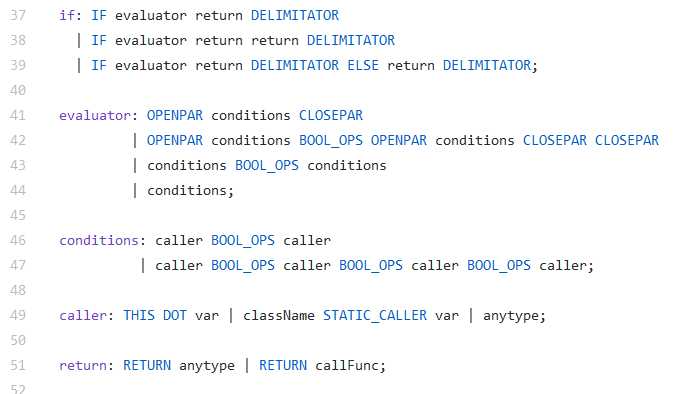 37 if: IF evaluator return DELIMITATOR
38 | IF evaluator return return DELIMITATOR
39 | IF evaluator return DELIMITATOR ELSE return DELIMITATOR;
40
41 evaluator: OPENPAR conditions CLOSEPAR
42 | OPENPAR conditions BOOL_OPS OPENPAR conditions CLOSEPAR CLOSEPAR
43 | conditions BOOL_OPS conditions
44 | conditions;
45
46 conditions: caller BOOL_OPS caller
47 | caller BOOL_OPS caller BOOL_OPS caller BOOL_OPS caller;
48
49 caller: THIS DOT var | className STATIC_CALLER var | anytype;
50
51 return: RETURN anytype | RETURN callFunc;
52